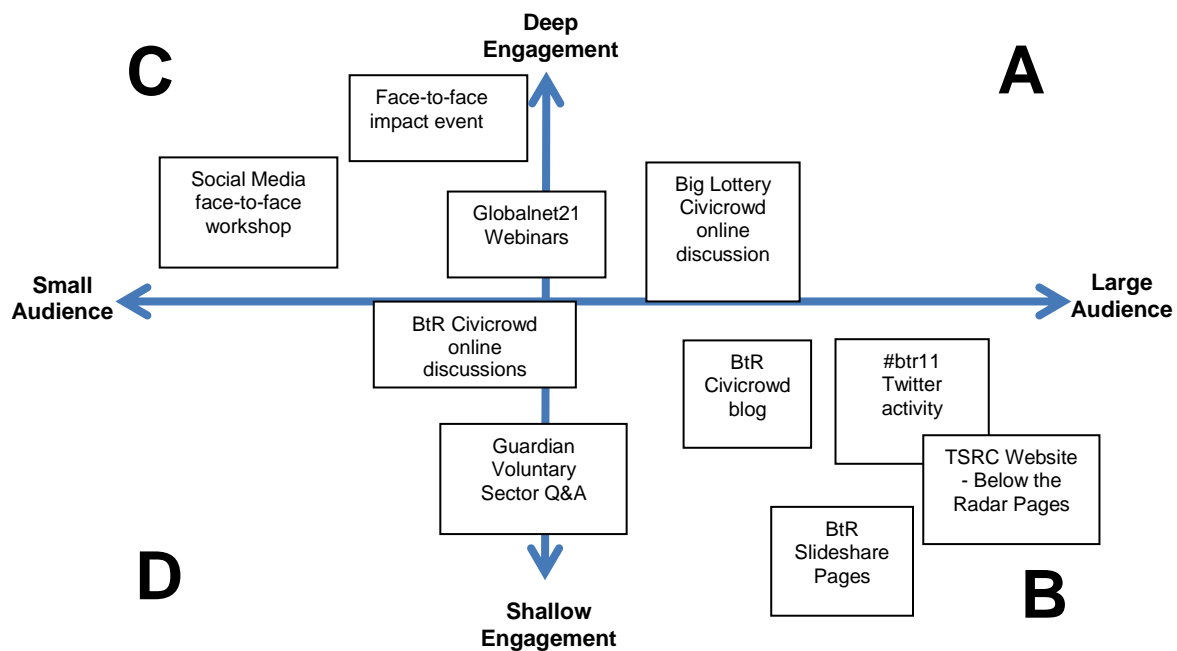 Deep
Engagement
C
A
Face-to-face
impact event
Social Media
face-to-face
workshop
Globalnet21
Webinars
Big Lottery
Civicrowd
online
discussion
Small
Audience
Large
Audience
BtR Civicrowd
online
discussions
BtR
Civicrowd
blog
#btr11
Twitter
activity
Guardian
Voluntary
Sector Q&A
TSRC Website
- Below the
Radar Pages
BtR
Slideshare
Pages
D
B
Shallow
Engagement